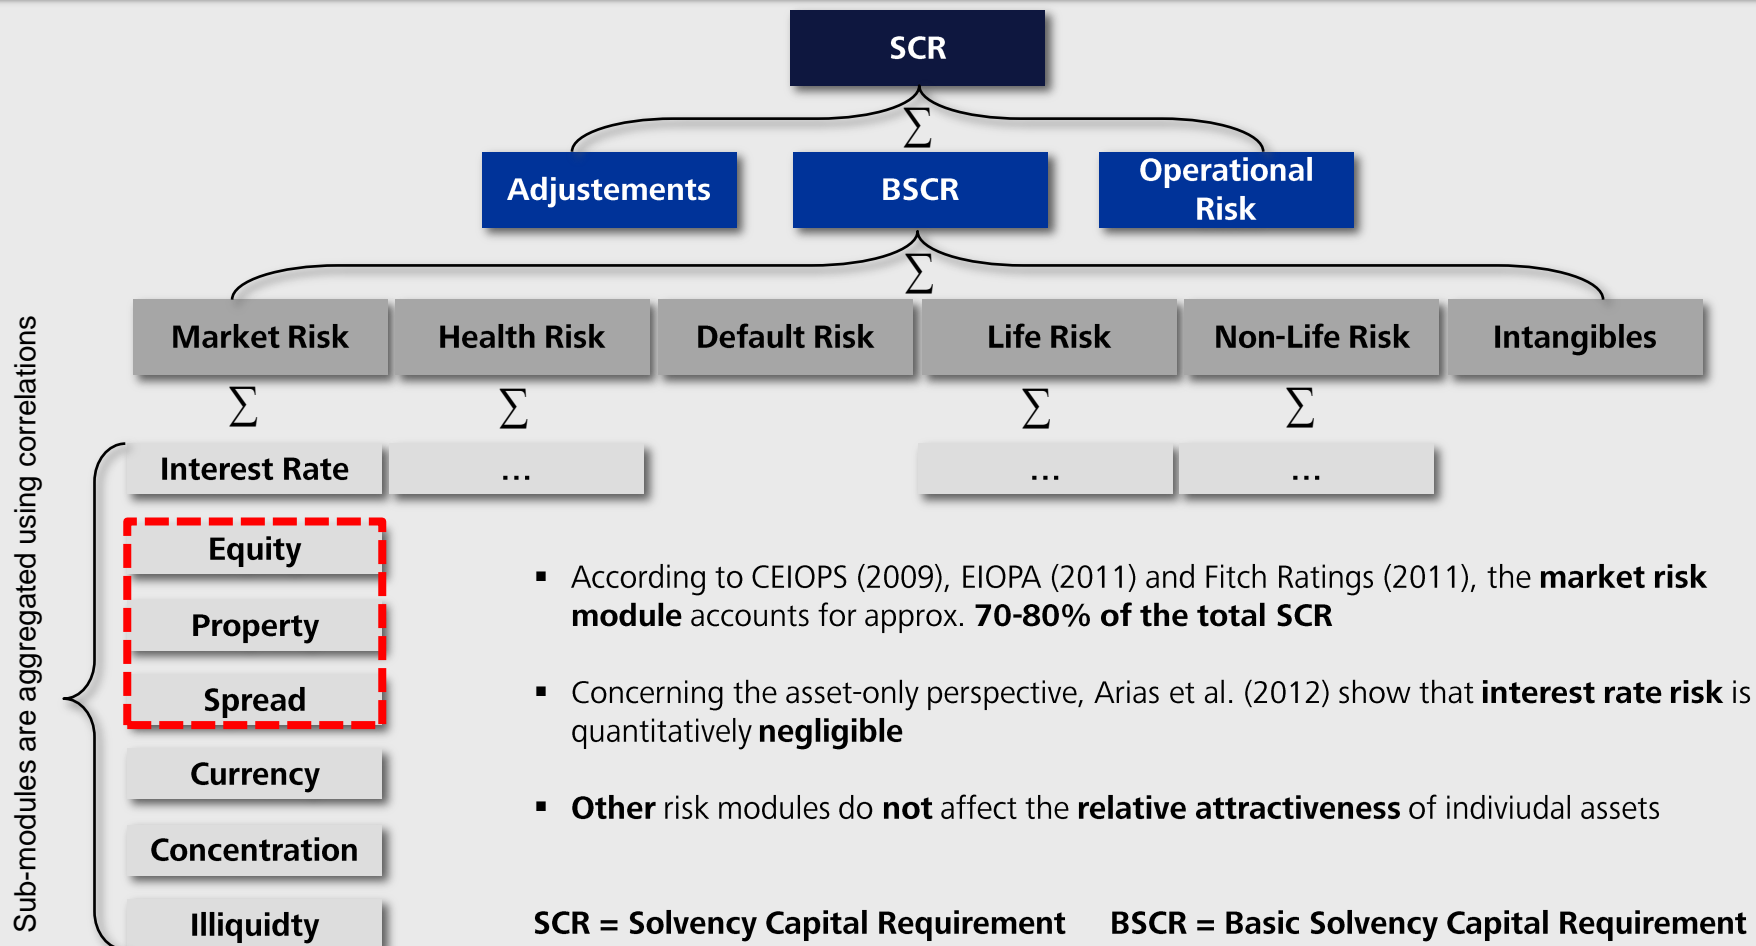 SCR
∑
Adjustements
BSCR
Operational
Risk
∑
Market Risk
Health Risk
Default Risk
Life Risk
Non-Life Risk
Intangibles
∑
∑
∑
∑
Sub-modules are aggregated using correlations
Interest Rate
...
...
...
Equity
Property
Spread
Currency
Concentration
Illiquidty
▪ According to CEIOPS (2009), EIOPA (2011) and Fitch Ratings (2011), the market risk
module accounts for approx. 70-80% of the total SCR
▪ Concerning the asset-only perspective, Arias et al. (2012) show that interest rate risk is
quantitatively negligible
▪ Other risk modules do not affect the relative attractiveness of indiviudal assets
SCR = Solvency Capital Requirement
BSCR = Basic Solvency Capital Requirement